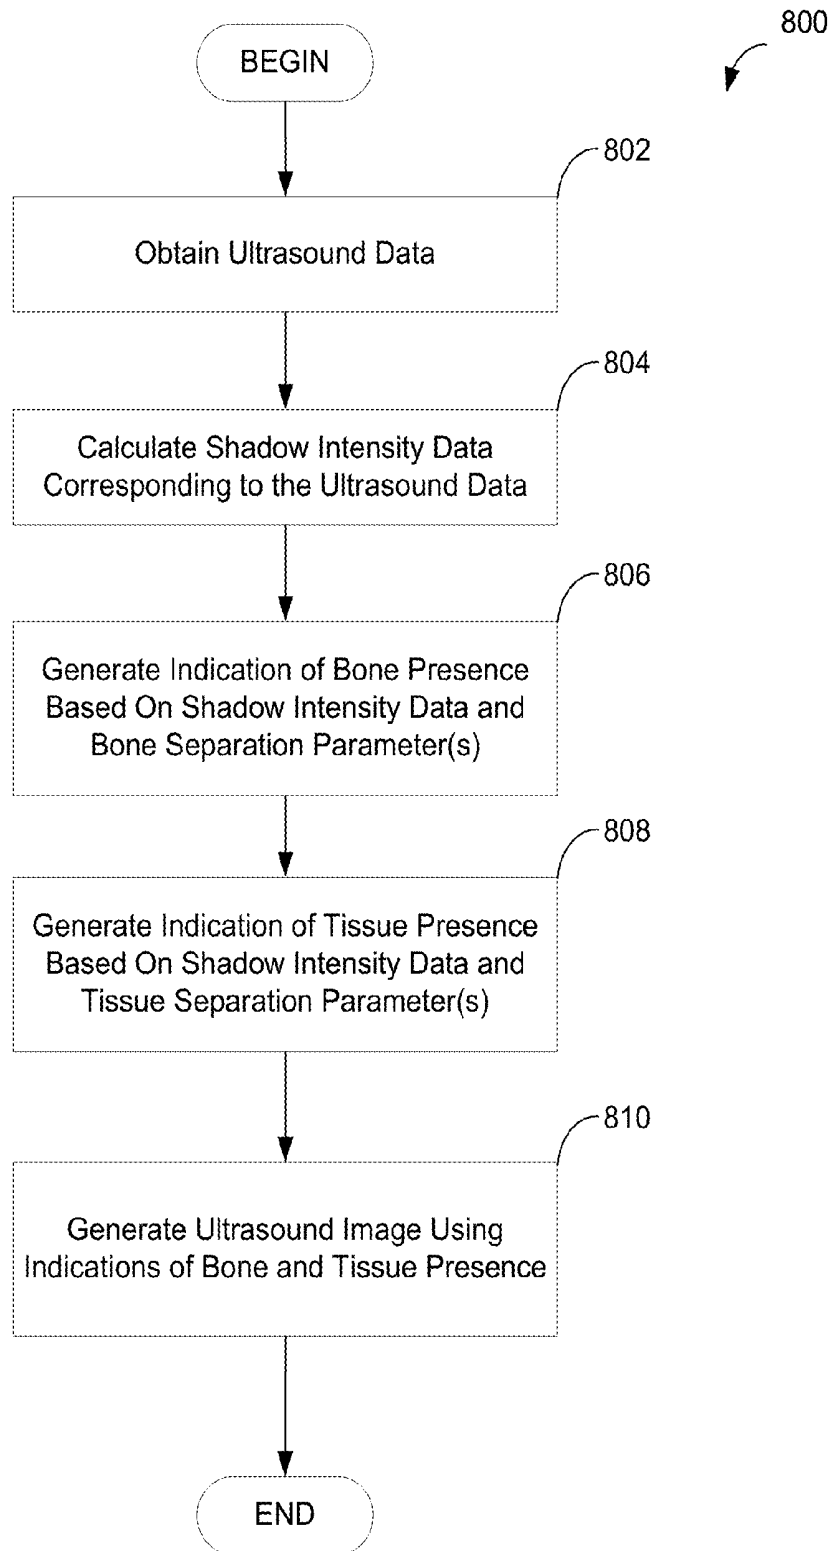 800
BEGIN
802
Obtain Ultrasound Data
804
Calculate Shadow Intensity Data
Corresponding to the Ultrasound Data
806
Generate Indication of Bone Presence
Based On Shadow Intensity Data and
Bone Separation Parameter(s)
808
Generate Indication of Tissue Presence
Based On Shadow Intensity Data and
Tissue Separation Parameter(s)
810
Generate Ultrasound Image Using
Indications of Bone and Tissue Presence
END